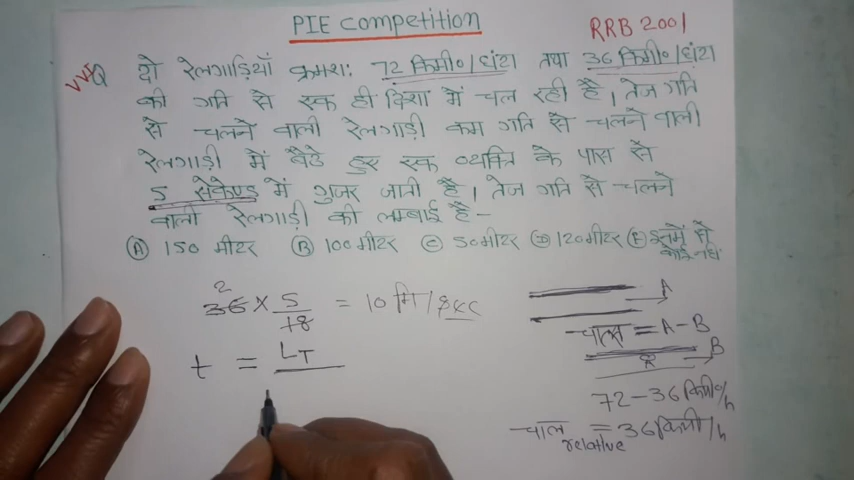 PIE competition
RRB 2001
VVQ दो रेलगाड़ियाँ क्रमशः 72 किमी०/घंटा तथा 36 किमी०/घंटा
की गति से एक ही दिशा में चल रही है। तेज गति
से चलने वाली रेलगाड़ी कम गति से चलने वाली
रेलगाड़ी में बैठे हुए एक व्यक्ति के पास से
5 सेकेण्ड में गुजर जाती है। तेज गति से चलने
वाली रेलगाड़ी की लम्बाई है-
Ⓐ 150 मीटर Ⓑ 100 मीटर Ⓒ 50 मीटर Ⓓ 120 मीटर Ⓔ इनमें से
कोई नहीं
2
36 × 5/18 = 10 मि/sec
t = LT
A
चाल = A-B
B
72-36 किमी०/h
चाल relative = 36 किमी/h